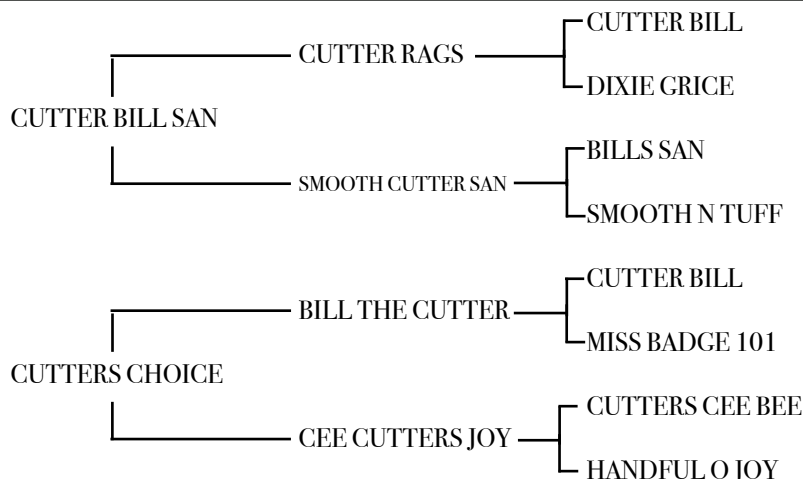 CUTTER BILL
CUTTER RAGS
DIXIE GRICE
CUTTER BILL SAN
BILLS SAN
SMOOTH CUTTER SAN
SMOOTH N TUFF
CUTTER BILL
BILL THE CUTTER
MISS BADGE 101
CUTTERS CHOICE
CUTTERS CEE BEE
CEE CUTTERS JOY
HANDFUL O JOY